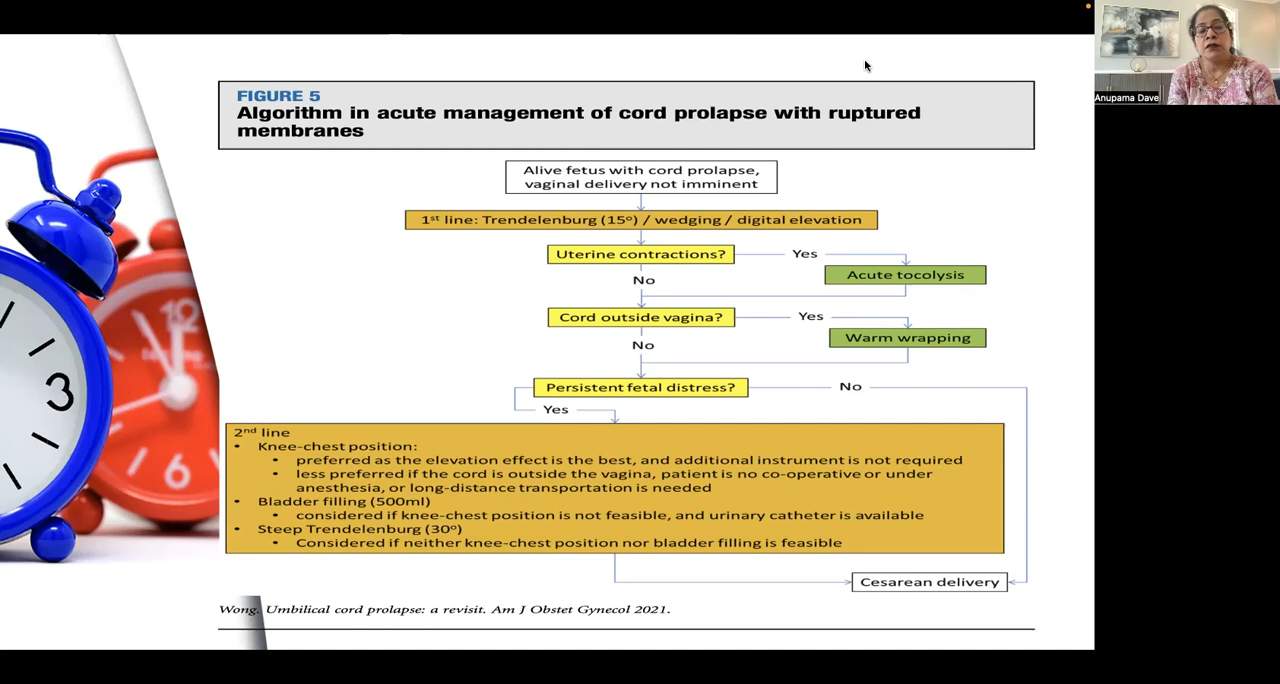 Anupama Dave
FIGURE 5
Algorithm in acute management of cord prolapse with ruptured
membranes
Alive fetus with cord prolapse,
vaginal delivery not imminent
1st line: Trendelenburg (15º) / wedging / digital elevation
Uterine contractions?
Yes
Acute tocolysis
No
Cord outside vagina?
Yes
Warm wrapping
No
Persistent fetal distress?
No
Yes
2nd line
• Knee-chest position:
• preferred as the elevation effect is the best, and additional instrument is not required
• less preferred if the cord is outside the vagina, patient is no co-operative or under
anesthesia, or long-distance transportation is needed
• Bladder filling (500ml)
• considered if knee-chest position is not feasible, and urinary catheter is available
• Steep Trendelenburg (30º)
• Considered if neither knee-chest position nor bladder filling is feasible
Cesarean delivery
Wong. Umbilical cord prolapse: a revisit. Am J Obstet Gynecol 2021.
3
12
6